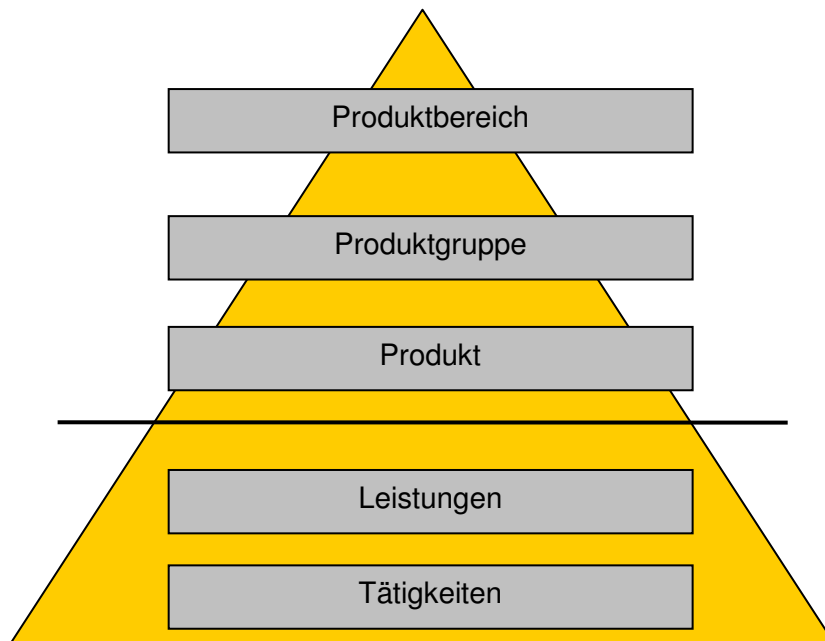 Produktbereich
Produktgruppe
Produkt
Leistungen
Tätigkeiten